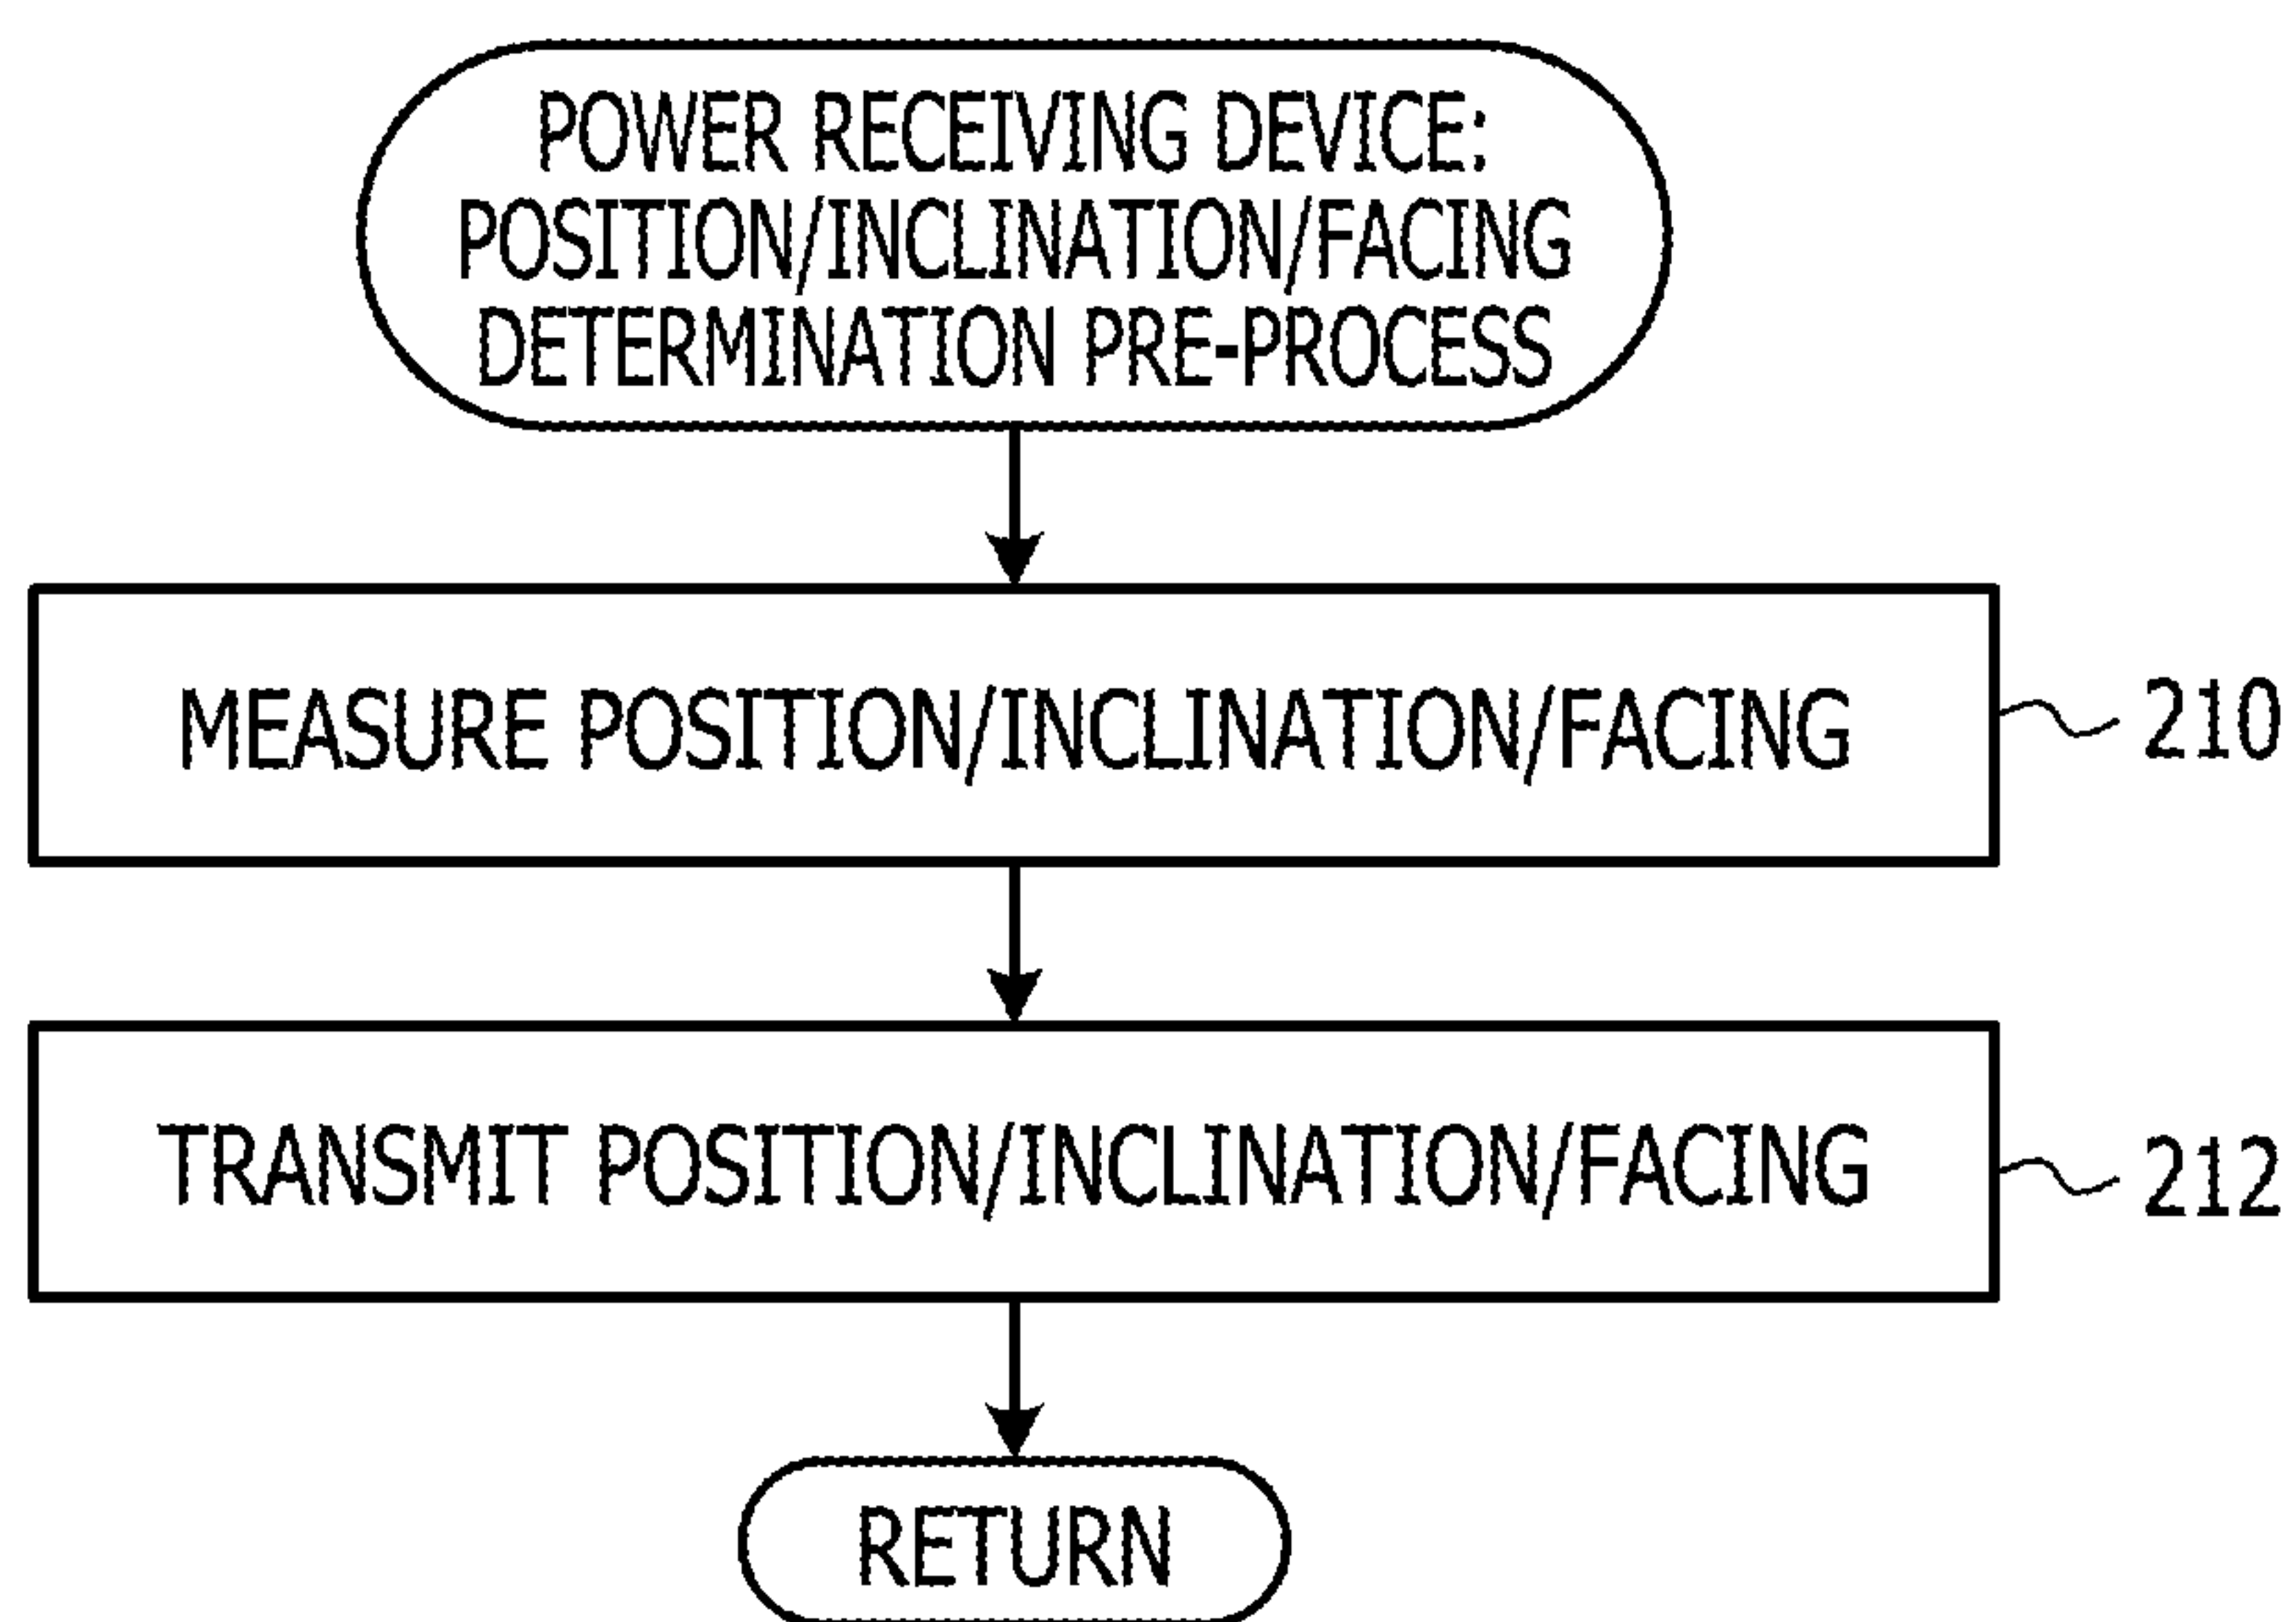 POWER RECEIVING DEVICE:
POSITION/INCLINATION/FACING
DETERMINATION PRE-PROCESS
MEASURE POSITION/INCLINATION/FACING
210
TRANSMIT POSITION/INCLINATION/FACING
212
RETURN